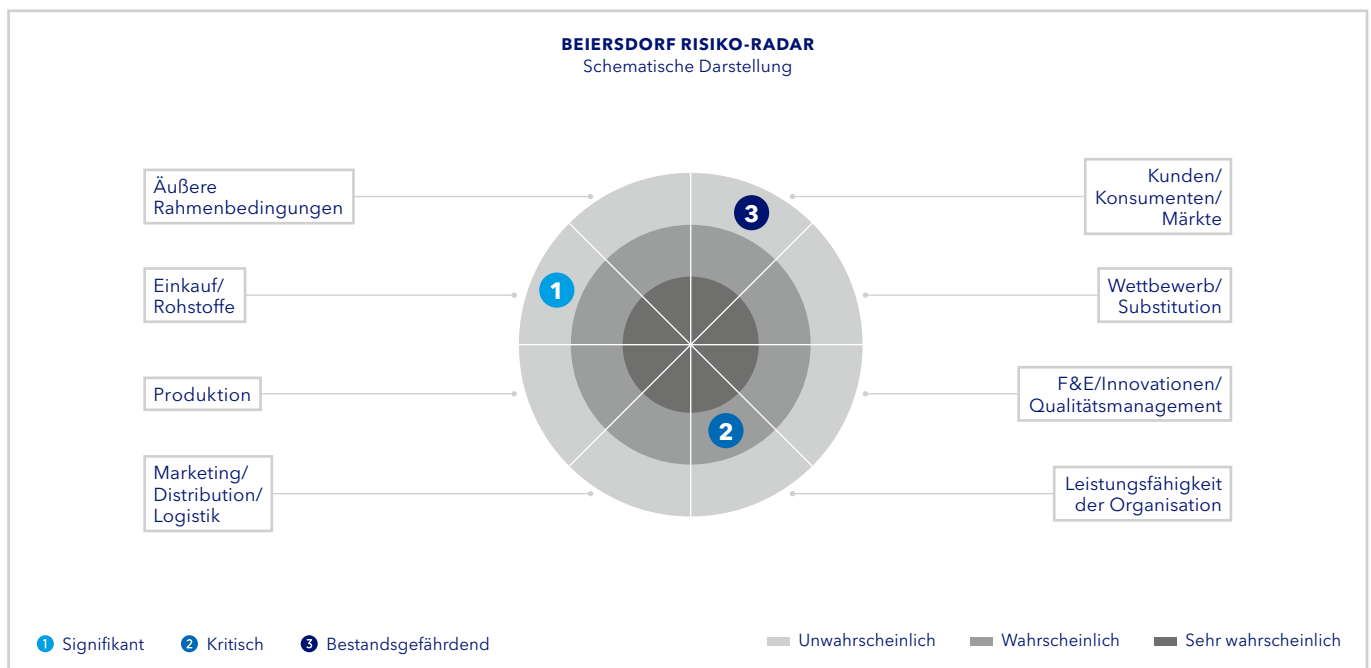 BEIERSDORF RISIKO-RADAR
Schematische Darstellung
Äußere
Rahmenbedingungen
Einkauf/
Rohstoffe
Produktion
Marketing/
Distribution/
Logistik
3
1
2
Kunden/
Konsumenten/
Märkte
Wettbewerb/
Substitution
F&E/Innovationen/
Qualitätsmanagement
Leistungsfähigkeit
der Organisation
1 Signifikant 2 Kritisch 3 Bestandsgefährdend
Unwahrscheinlich Wahrscheinlich Sehr wahrscheinlich